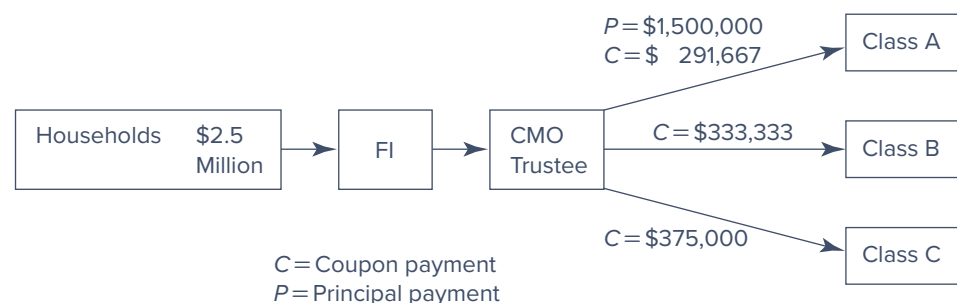 P=$1,500,000
C=$ 291,667
Class A
Households $2.5
Million
FI
CMO
Trustee
C=$333,333
Class B
C=$375,000
Class C
C=Coupon payment
P=Principal payment